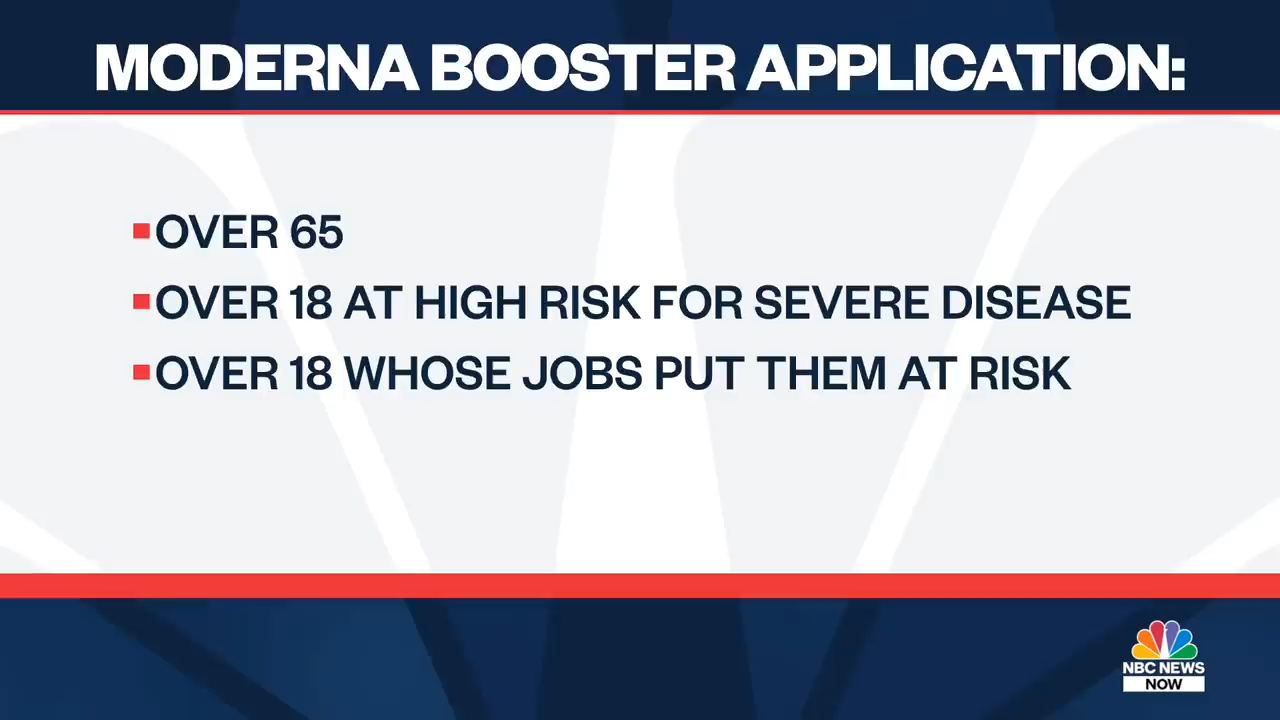 MODERNA BOOSTER APPLICATION:
OVER 65
OVER 18 AT HIGH RISK FOR SEVERE DISEASE
OVER 18 WHOSE JOBS PUT THEM AT RISK
NBC NEWS
NOW